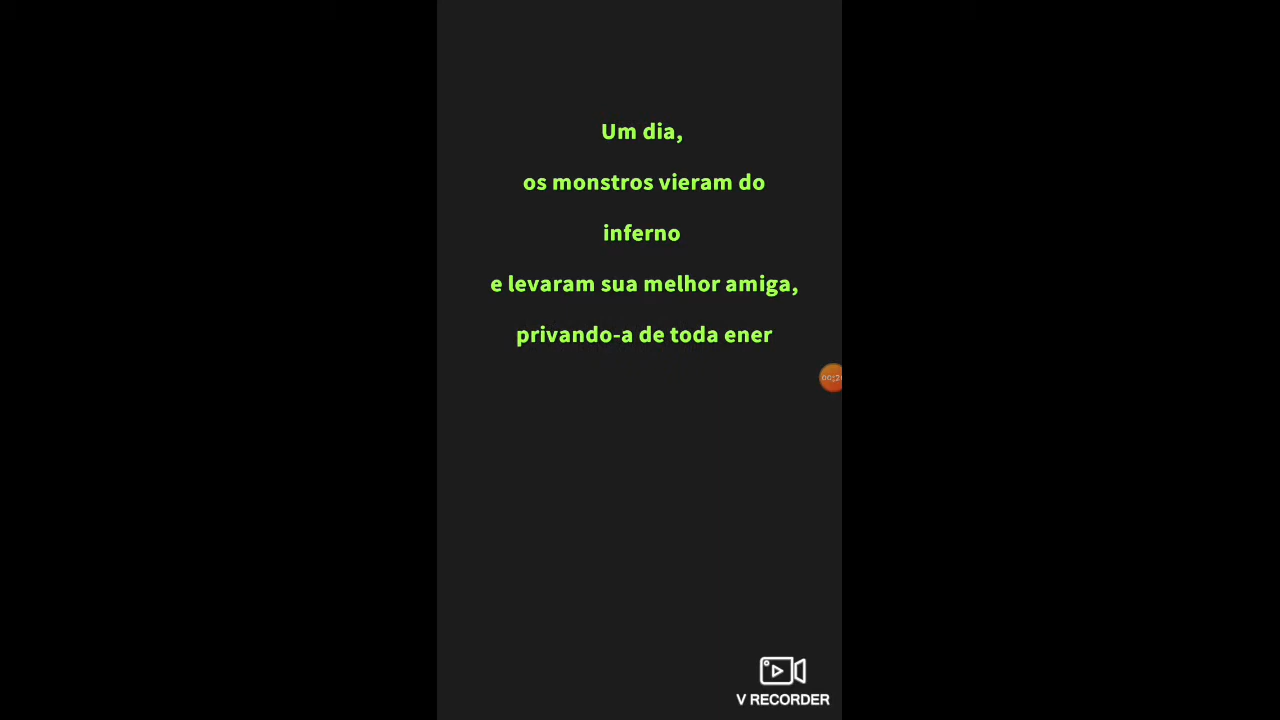 Um dia,
os monstros vieram do
inferno
e levaram sua melhor amiga,
privando-a de toda ener
V RECORDER